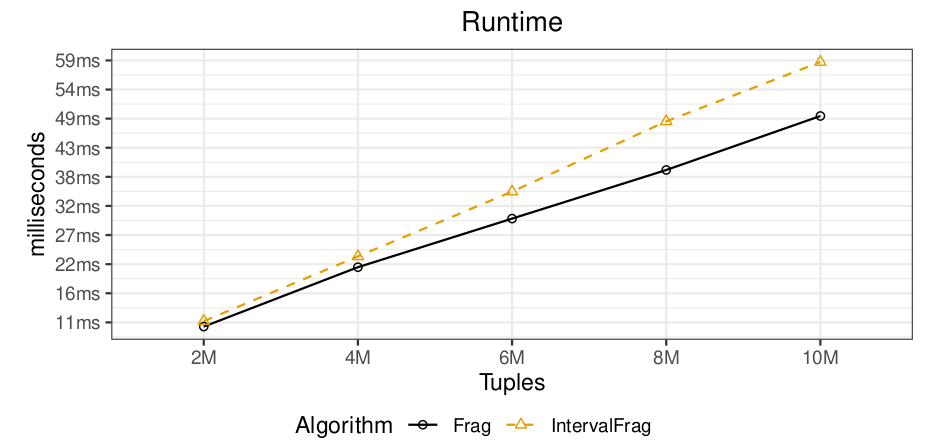 Runtime
59ms
54ms
49ms
43ms
38ms
32ms
27ms
22ms
16ms
11ms
milliseconds
2M 4M 6M 8M 10M
Tuples
Algorithm Frag IntervalFrag